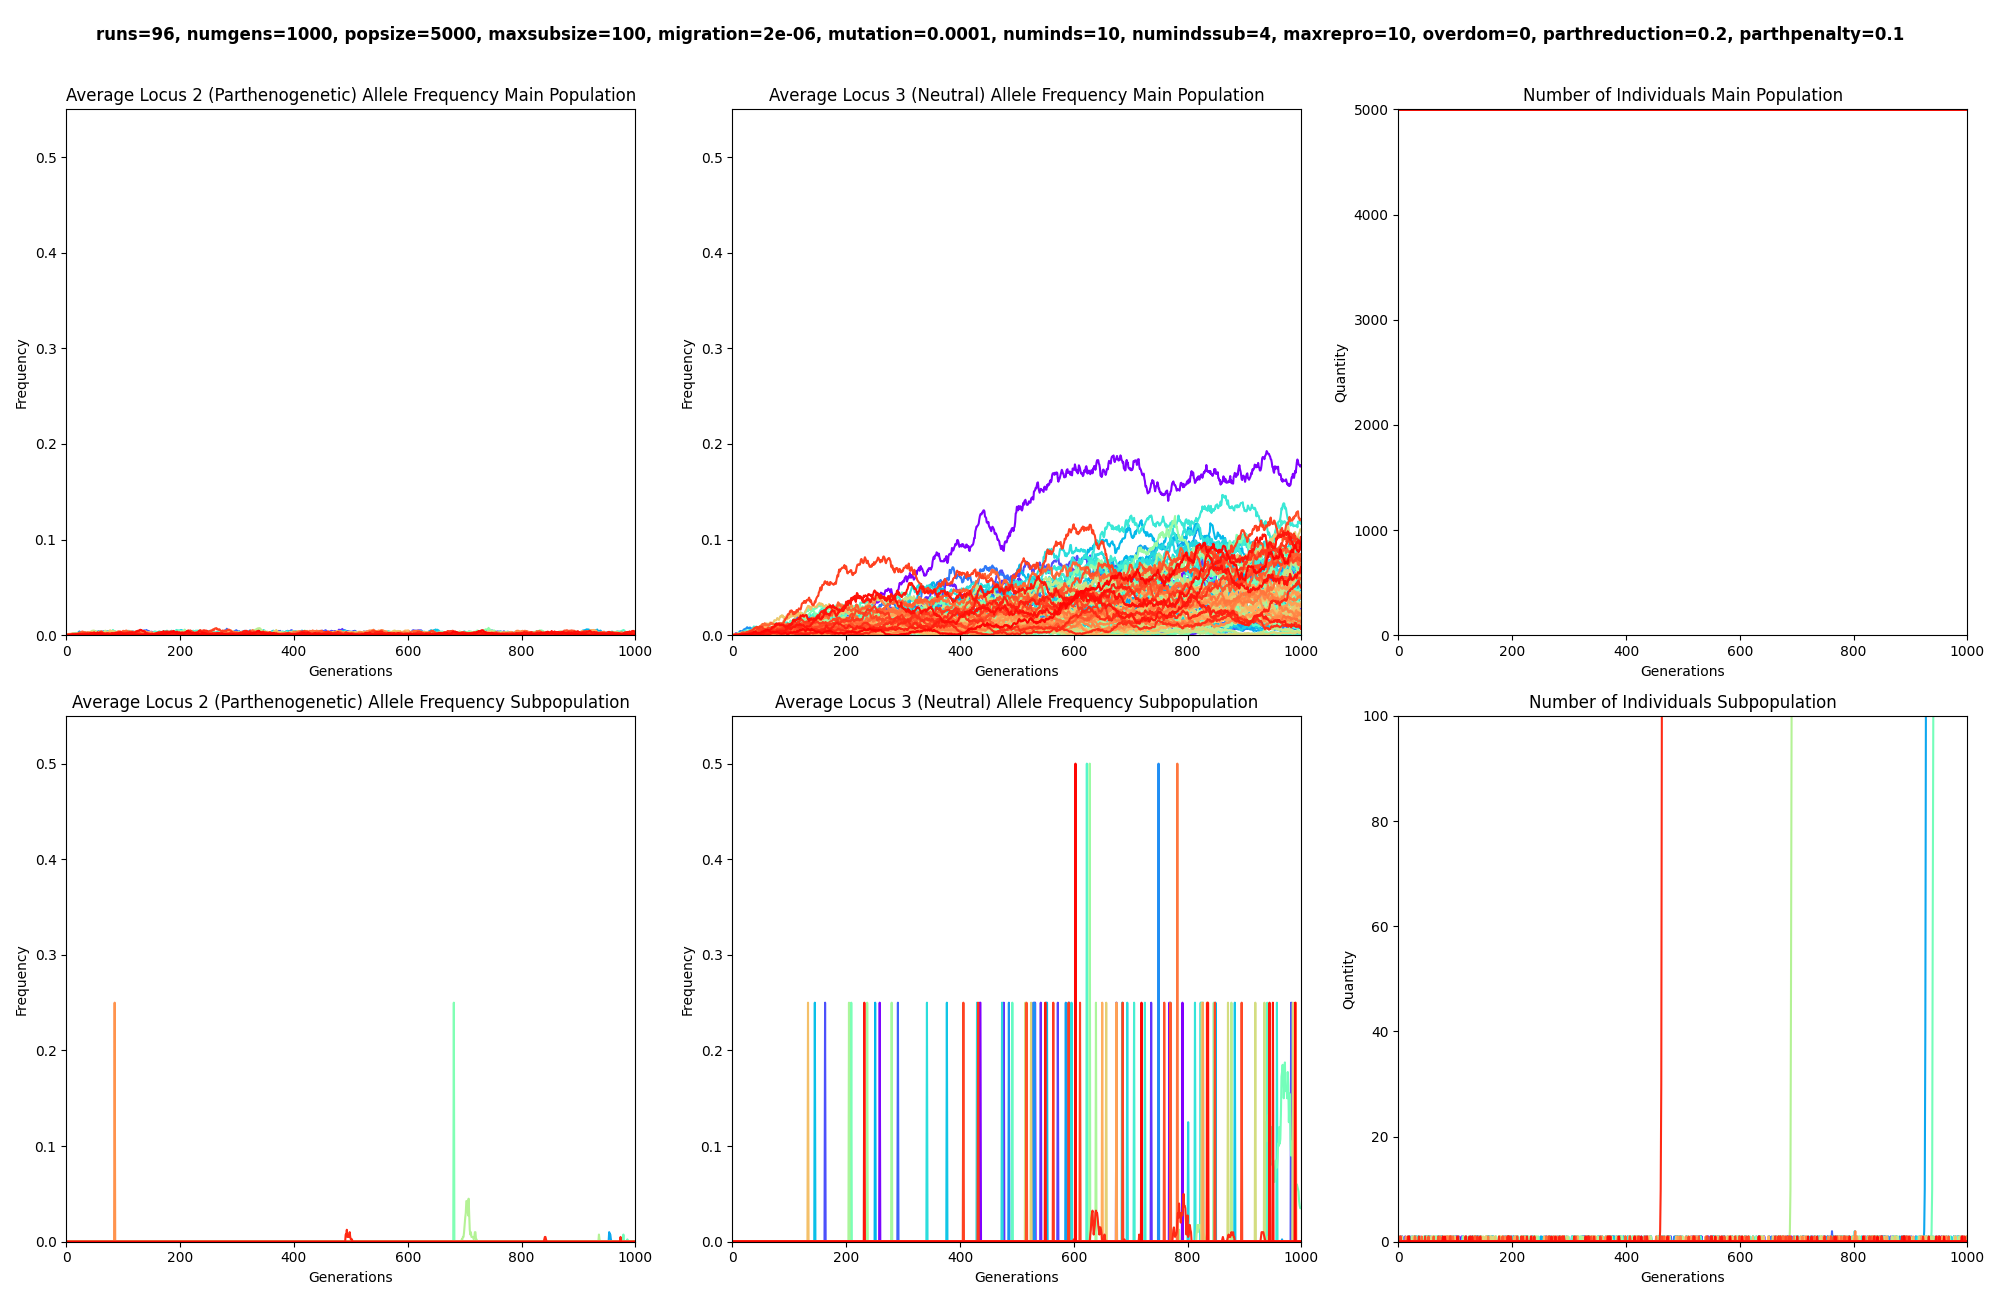 runs=96, numgens=1000, popsize=5000, maxsubsize=100, migration=2e-06, mutation=0.0001, numinds=10, numindssub=4, maxrepro=10, overdom=0, parthreduction=0.2, parthpenalty=0.1
Average Locus 2 (Parthenogenetic) Allele Frequency Main Population
0.5
0.4
0.3
0.2
0.1
0.0
Frequency
0 200 400 600 800 1000
Generations
Average Locus 3 (Neutral) Allele Frequency Main Population
0.5
0.4
0.3
0.2
0.1
0.0
Frequency
0 200 400 600 800 1000
Generations
Number of Individuals Main Population
5000
4000
3000
2000
1000
0
Quantity
0 200 400 600 800 1000
Generations
Average Locus 2 (Parthenogenetic) Allele Frequency Subpopulation
0.5
0.4
0.3
0.2
0.1
0.0
Frequency
0 200 400 600 800 1000
Generations
Average Locus 3 (Neutral) Allele Frequency Subpopulation
0.5
0.4
0.3
0.2
0.1
0.0
Frequency
0 200 400 600 800 1000
Generations
Number of Individuals Subpopulation
100
80
60
40
20
0
Quantity
0 200 400 600 800 1000
Generations